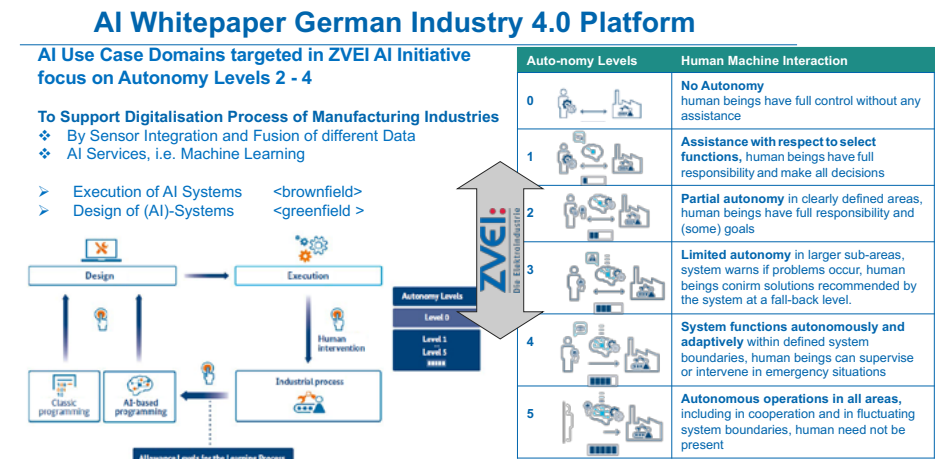 AI Whitepaper German Industry 4.0 Platform
AI Use Case Domains targeted in ZVEI AI Initiative
focus on Autonomy Levels 2 - 4
To Support Digitalisation Process of Manufacturing Industries
❖ By Sensor Integration and Fusion of different Data
❖ AI Services, i.e. Machine Learning
➢ Execution of AI Systems <brownfield>
➢ Design of (AI)-Systems <greenfield >
Design
Execution
Human
intervention
Classic
programming
AI-based
programming
Industrial process
Allowance Levels for the Learning Process
Autonomy Levels
Level 0
Level 1
...
Level 5
ZVEI:
Die Elektroindustrie
Auto-nomy Levels Human Machine Interaction
0
No Autonomy
human beings have full control without any
assistance
1
Assistance with respect to select
functions, human beings have full
responsibility and make all decisions
2
Partial autonomy in clearly defined areas,
human beings have full responsibility and
(some) goals
3
Limited autonomy in larger sub-areas,
system warns if problems occur, human
beings conirm solutions recommended by
the system at a fall-back level.
4
System functions autonomously and
adaptively within defined system
boundaries, human beings can supervise
or intervene in emergency situations
5
Autonomous operations in all areas,
including in cooperation and in fluctuating
system boundaries, human need not be
present